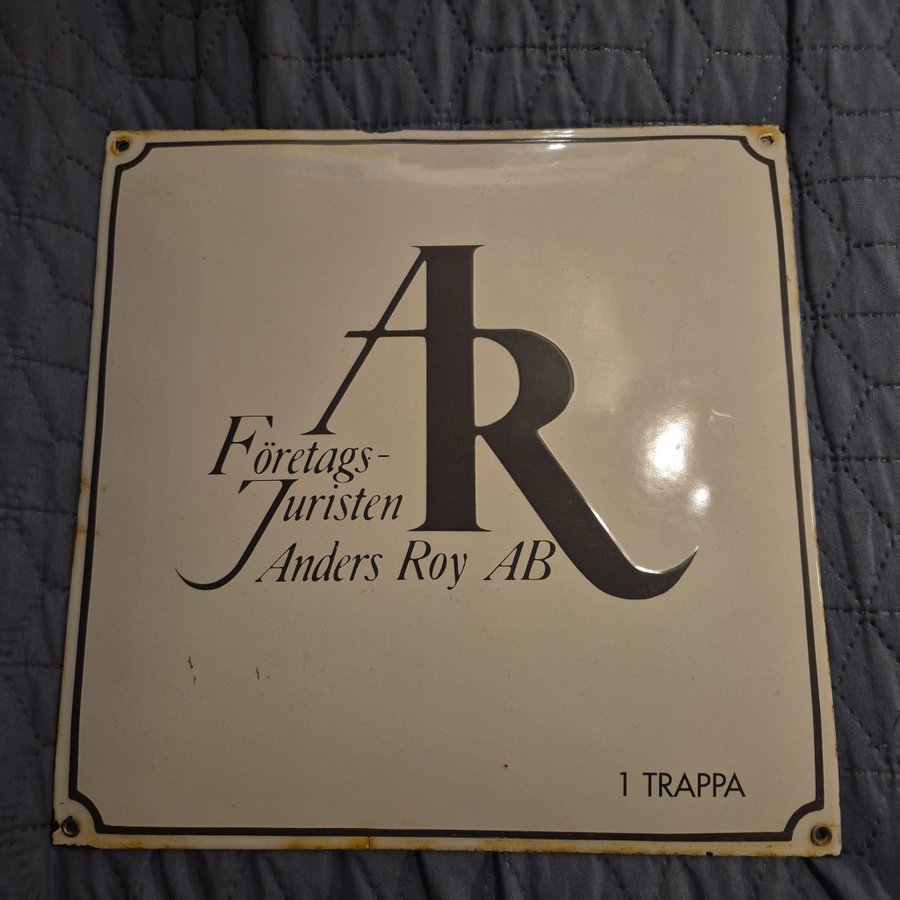 AR
Företags-
Juristen
Anders Roy AB
1 TRAPPA